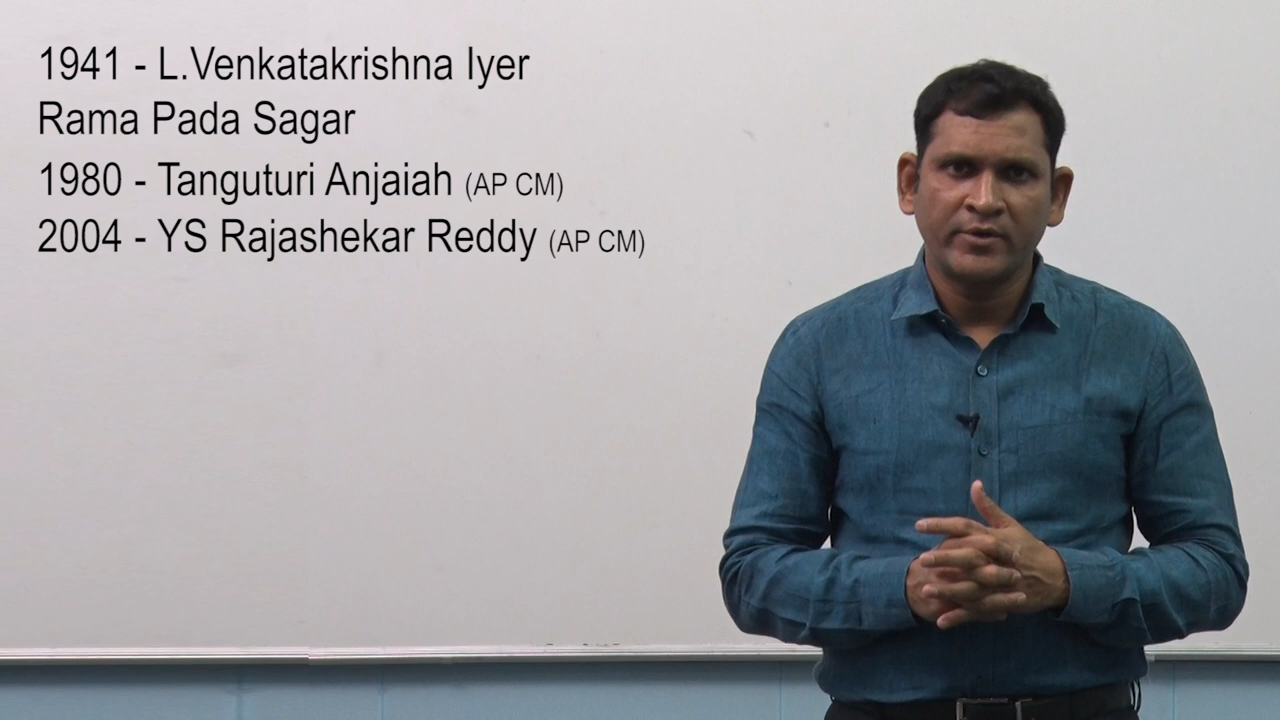 1941 - L.Venkatakrishna Iyer
Rama Pada Sagar
1980 - Tanguturi Anjaiah (AP CM)
2004 - YS Rajashekar Reddy (AP CM)